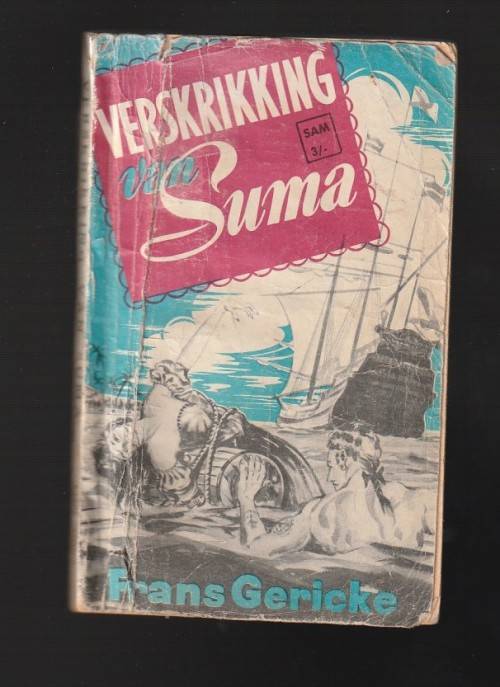 VERSKRIKKING
van
Suma
SAM
3/-
Frans Gericke